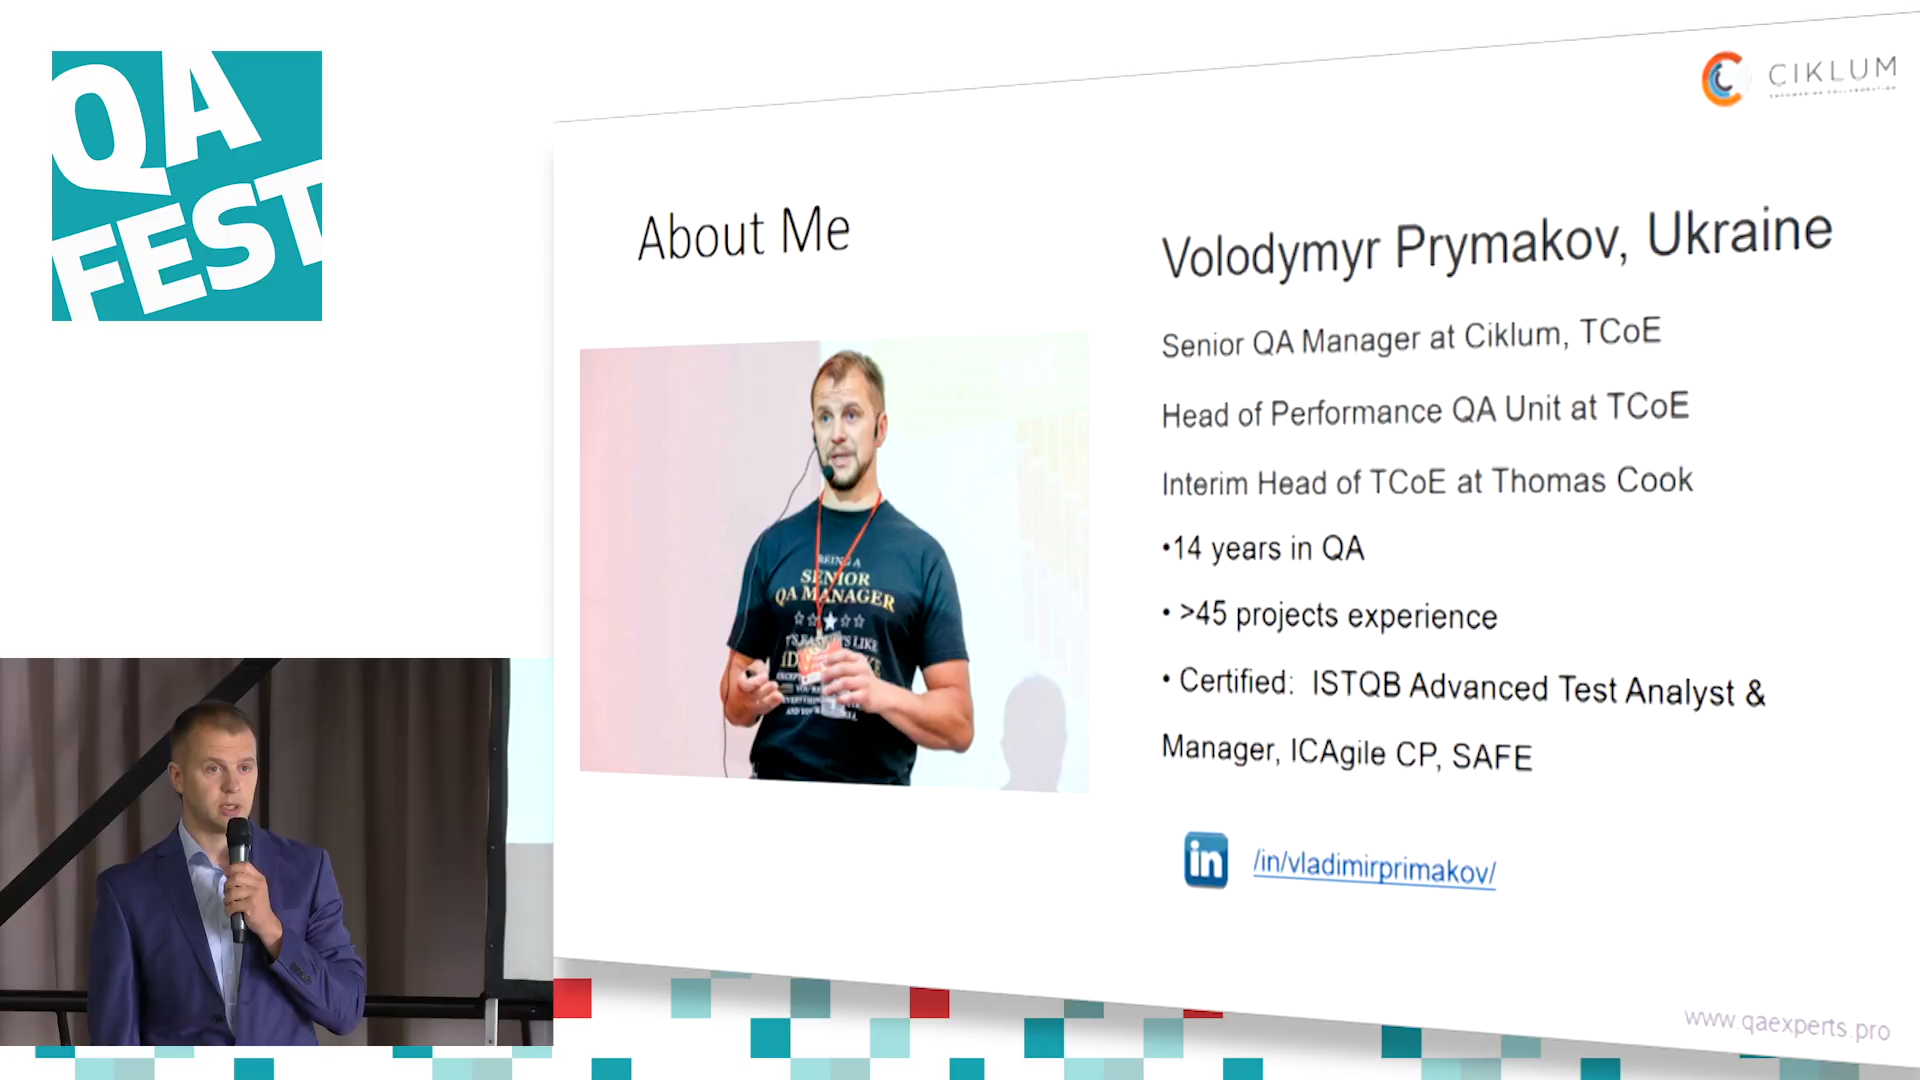 QA
FEST
CIKLUM
About Me
Volodymyr Prymakov, Ukraine
Senior QA Manager at Ciklum, TCoE
Head of Performance QA Unit at TCoE
Interim Head of TCoE at Thomas Cook
•14 years in QA
• >45 projects experience
• Certified: ISTQB Advanced Test Analyst &
Manager, ICAgile CP, SAFE
in
/in/vladimirprimakov/
BEING A
SENIOR
QA MANAGER
www.qaexperts.pro